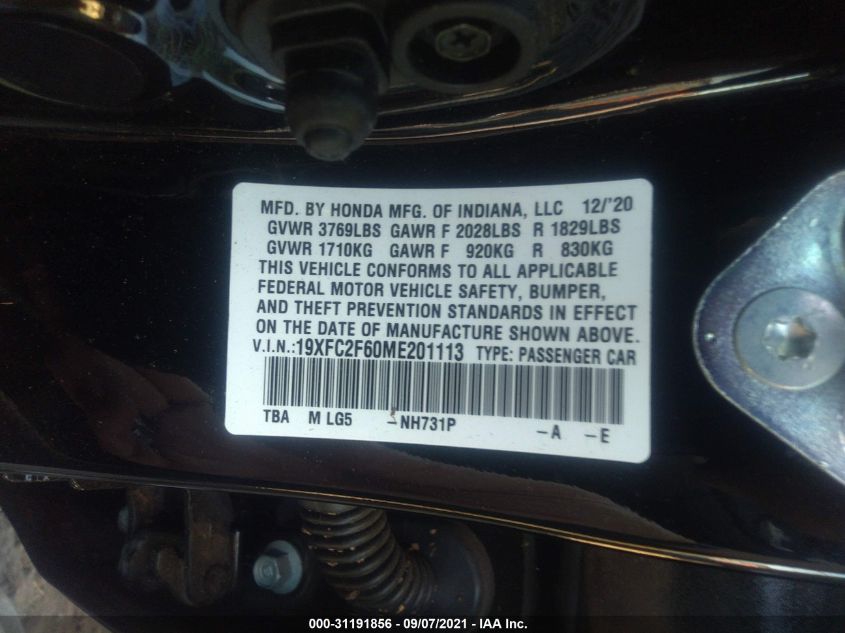 MFD. BY HONDA MFG. OF INDIANA, LLC 12/'20
GVWR 3769LBS GAWR F 2028LBS R 1829LBS
GVWR 1710KG GAWR F 920KG R 830KG
THIS VEHICLE CONFORMS TO ALL APPLICABLE
FEDERAL MOTOR VEHICLE SAFETY, BUMPER,
AND THEFT PREVENTION STANDARDS IN EFFECT
ON THE DATE OF MANUFACTURE SHOWN ABOVE.
V.I.N.:19XFC2F60ME201113 TYPE: PASSENGER CAR
TBA M LG5 -NH731P -A -E
000-31191856 - 09/07/2021 - IAA Inc.